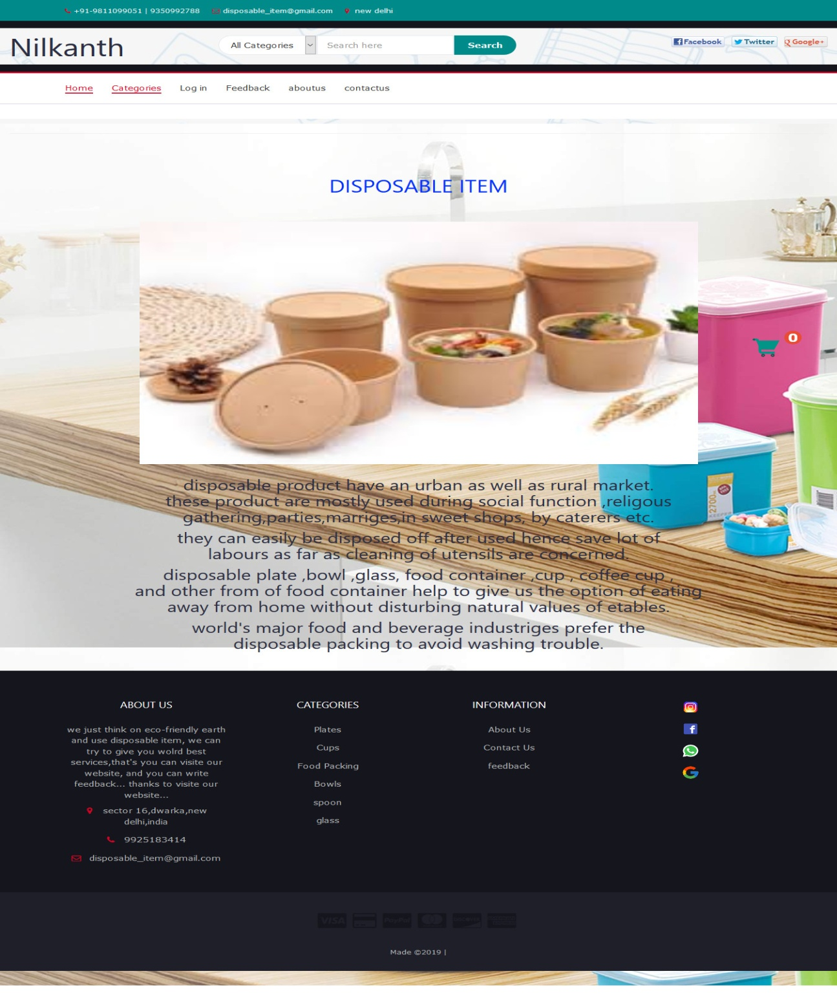 +91-9811099051 | 9350992788 disposable_item@gmail.com new delhi
Nilkanth
All Categories Search here Search
Facebook Twitter Google+
Home Categories Log in Feedback aboutus contactus
DISPOSABLE ITEM
0
disposable product have an urban as well as rural market.
these product are mostly used during social function ,religous
gathering,parties,marriges,in sweet shops, by caterers etc.
they can easily be disposed off after used hence save lot of
labours as far as cleaning of utensils are concerned.
disposable plate ,bowl ,glass, food container ,cup , coffee cup ,
and other from of food container help to give us the option of eating
away from home without disturbing natural values of etables.
world's major food and beverage industriges prefer the
disposable packing to avoid washing trouble.
ABOUT US
we just think on eco-friendly earth
and use disposable item, we can
try to give you wolrd best
services,that's you can visite our
website, and you can write
feedback... thanks to visite our
website...
sector 16,dwarka,new
delhi,india
9925183414
disposable_item@gmail.com
CATEGORIES
Plates
Cups
Food Packing
Bowls
spoon
glass
INFORMATION
About Us
Contact Us
feedback
VISA PayPal DISCOVER
Made ©2019 |